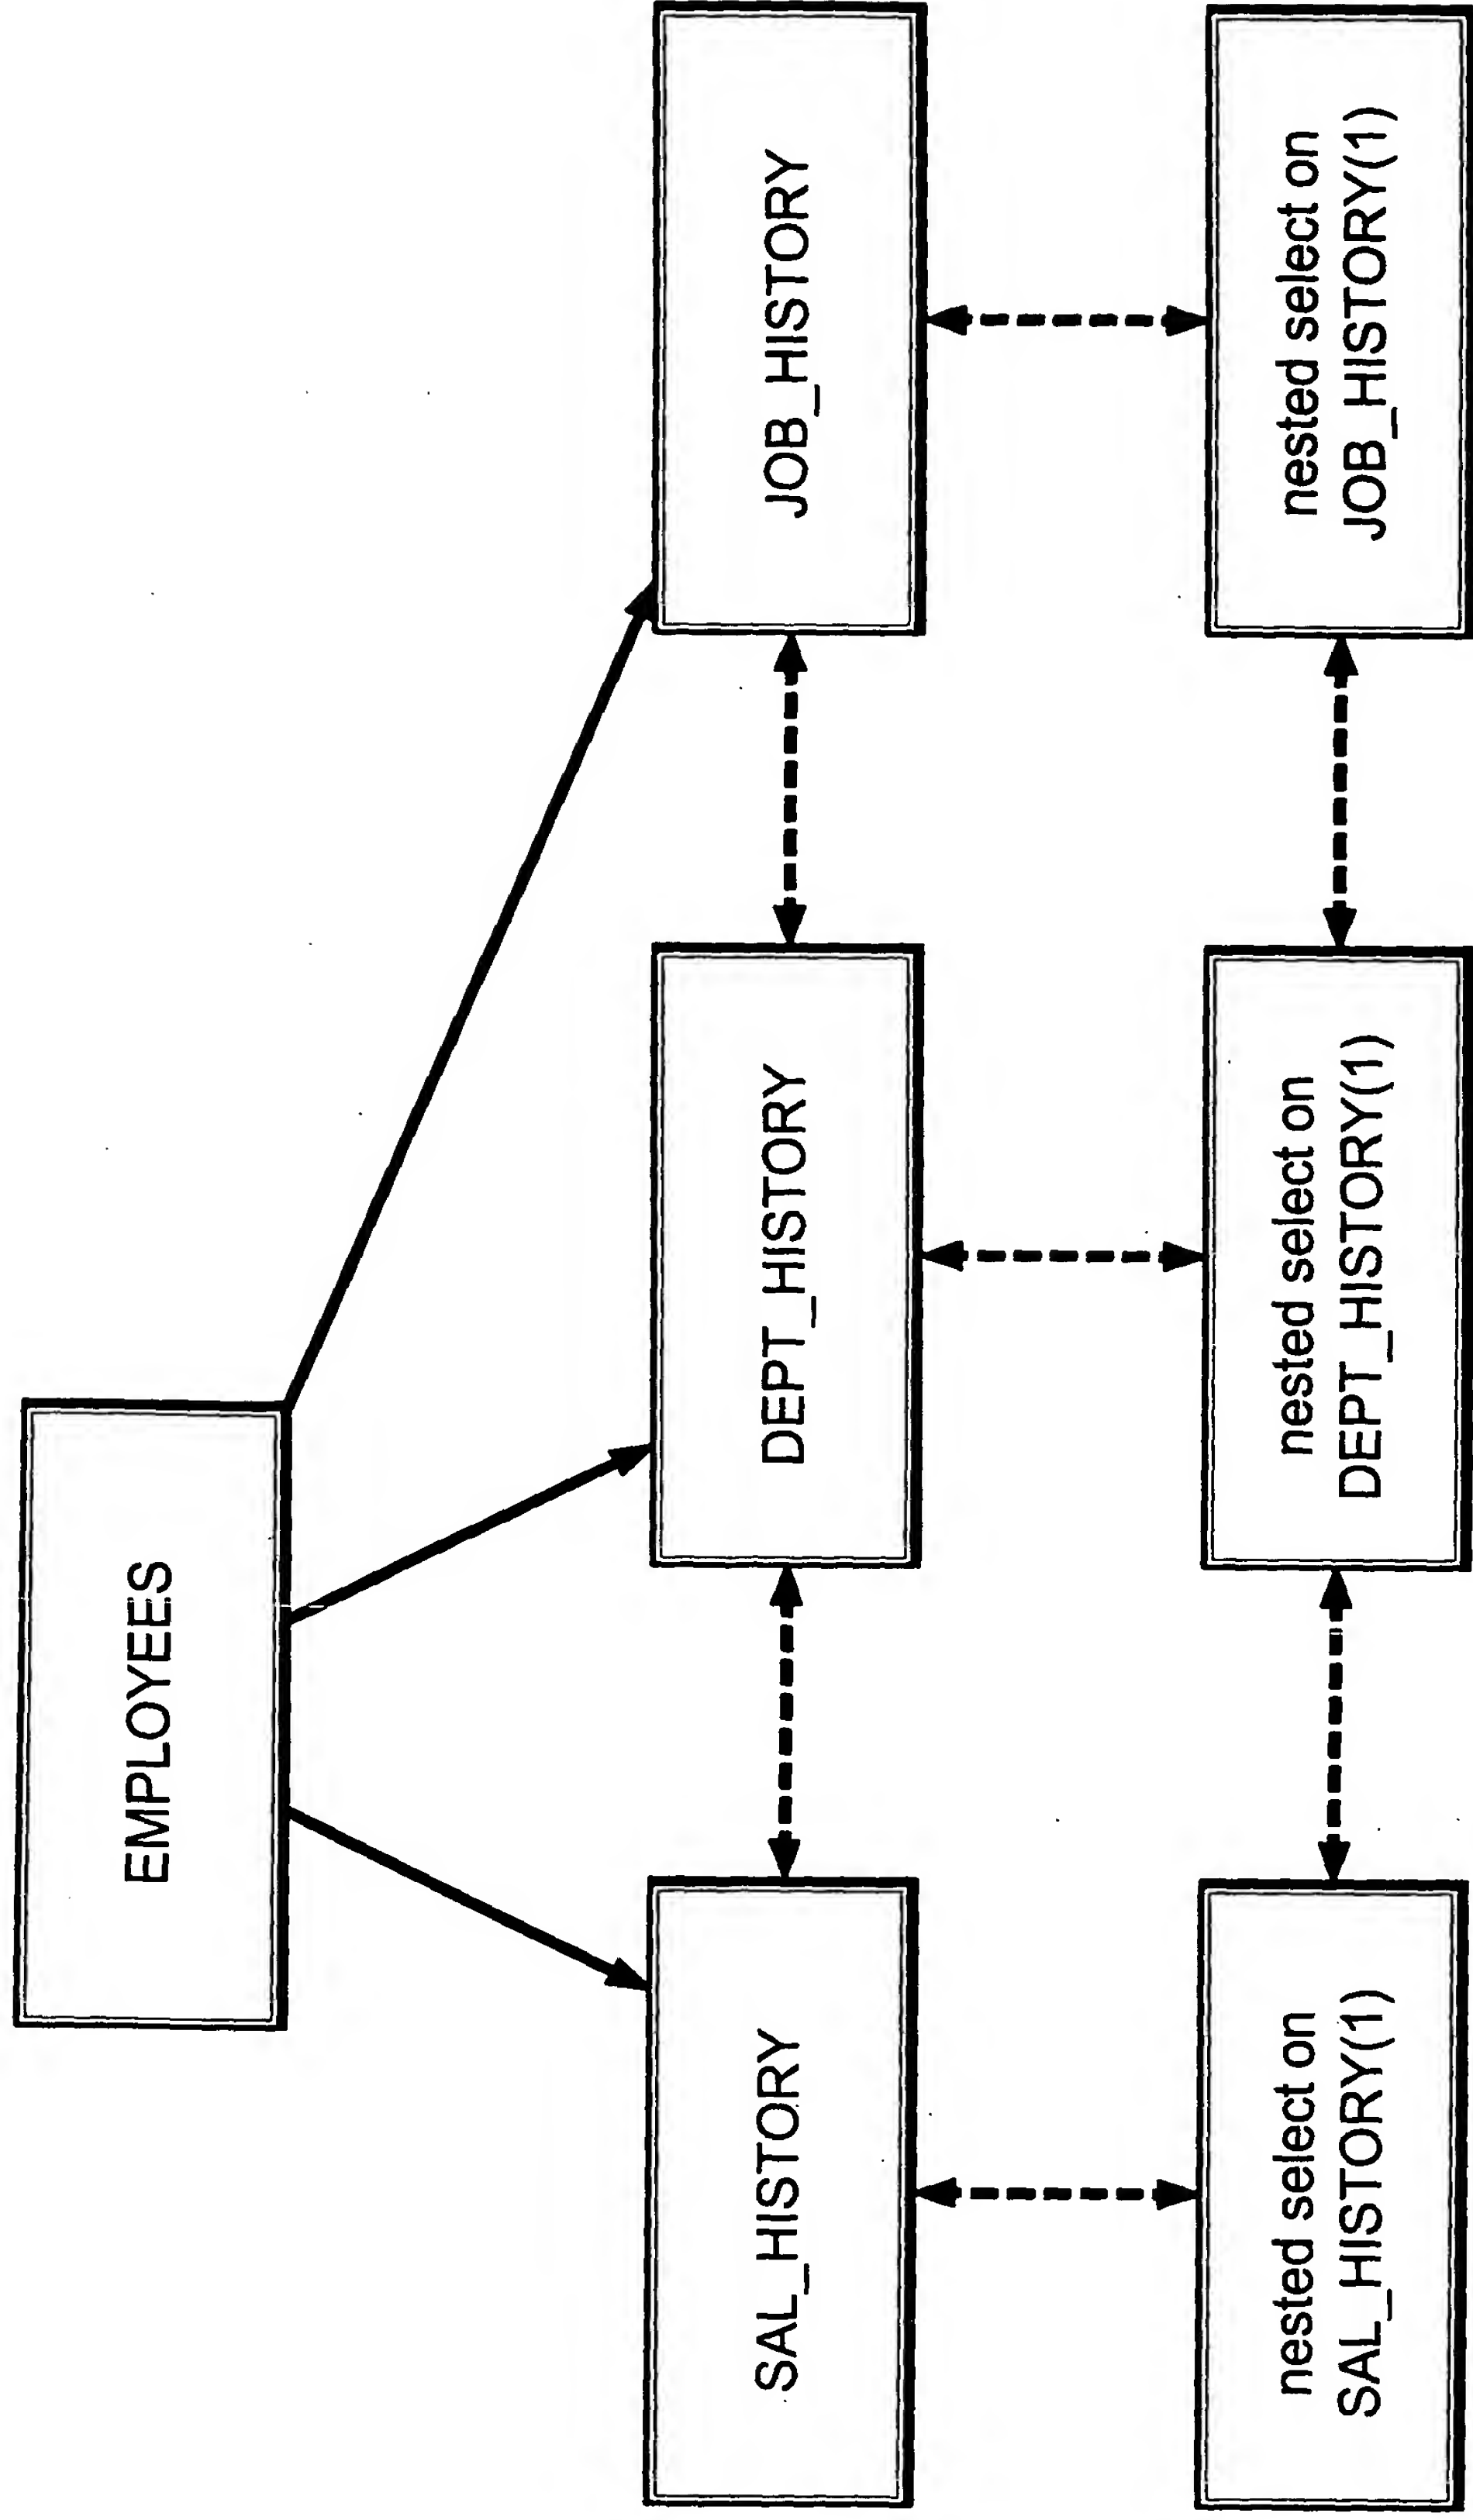 EMPLOYEES
SAL_HISTORY
DEPT_HISTORY
JOB_HISTORY
nested select on
SAL_HISTORY(1)
nested select on
DEPT_HISTORY(1)
nested select on
JOB_HISTORY(1)